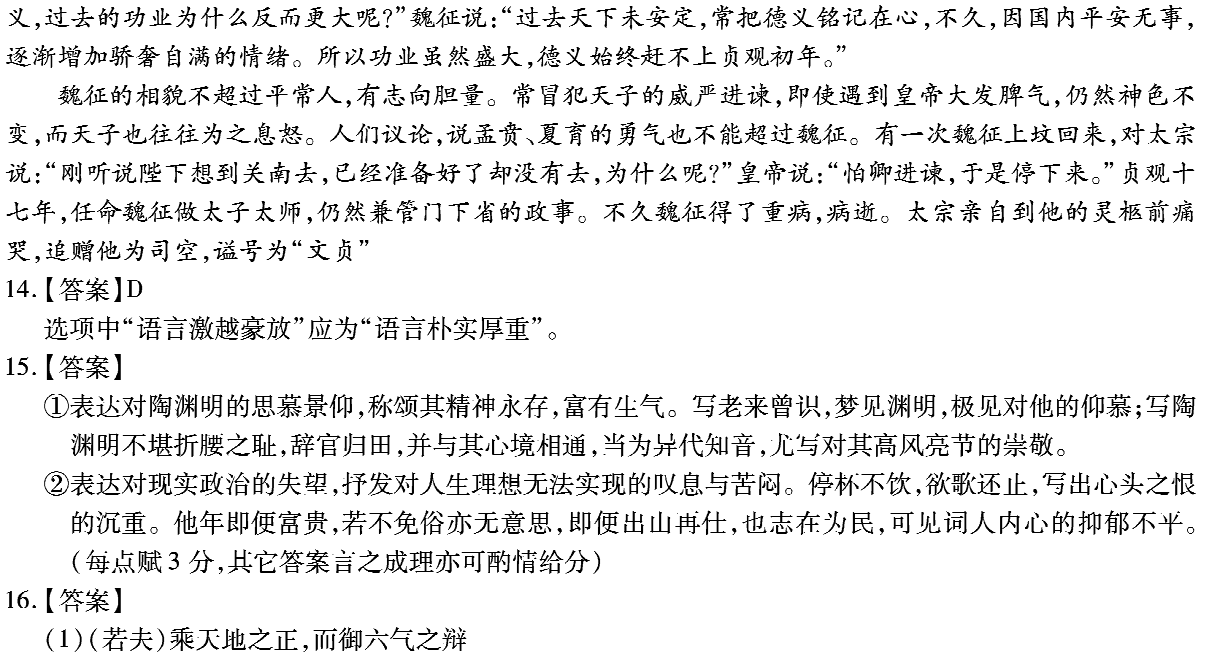 义,过去的功业为什么反而更大呢?”魏征说:“过去天下未安定,常把德义铭记在心,不久,因国内平安无事,
逐渐增加骄奢自满的情绪。所以功业虽然盛大,德义始终赶不上贞观初年。”
魏征的相貌不超过平常人,有志向胆量。常冒犯天子的威严进谏,即使遇到皇帝大发脾气,仍然神色不
变,而天子也往往为之息怒。人们议论,说孟贲、夏育的勇气也不能超过魏征。有一次魏征上坟回来,对太宗
说:“刚听说陛下想到关南去,已经准备好了却没有去,为什么呢?”皇帝说:“怕卿进谏,于是停下来。”贞观十
七年,任命魏征做太子太师,仍然兼管门下省的政事。不久魏征得了重病,病逝。太宗亲自到他的灵柩前痛
哭,追赠他为司空,谥号为“文贞”
14.【答案】D
选项中“语言激越豪放”应为“语言朴实厚重”。
15.【答案】
①表达对陶渊明的思慕景仰,称颂其精神永存,富有生气。写老来曾识,梦见渊明,极见对他的仰慕;写陶
渊明不堪折腰之耻,辞官归田,并与其心境相通,当为异代知音,尤写对其高风亮节的崇敬。
②表达对现实政治的失望,抒发对人生理想无法实现的叹息与苦闷。停杯不饮,欲歌还止,写出心头之恨
的沉重。他年即便富贵,若不免俗亦无意思,即便出山再仕,也志在为民,可见词人内心的抑郁不平。
(每点赋3分,其它答案言之成理亦可酌情给分)
16.【答案】
(1)(若夫)乘天地之正,而御六气之辩